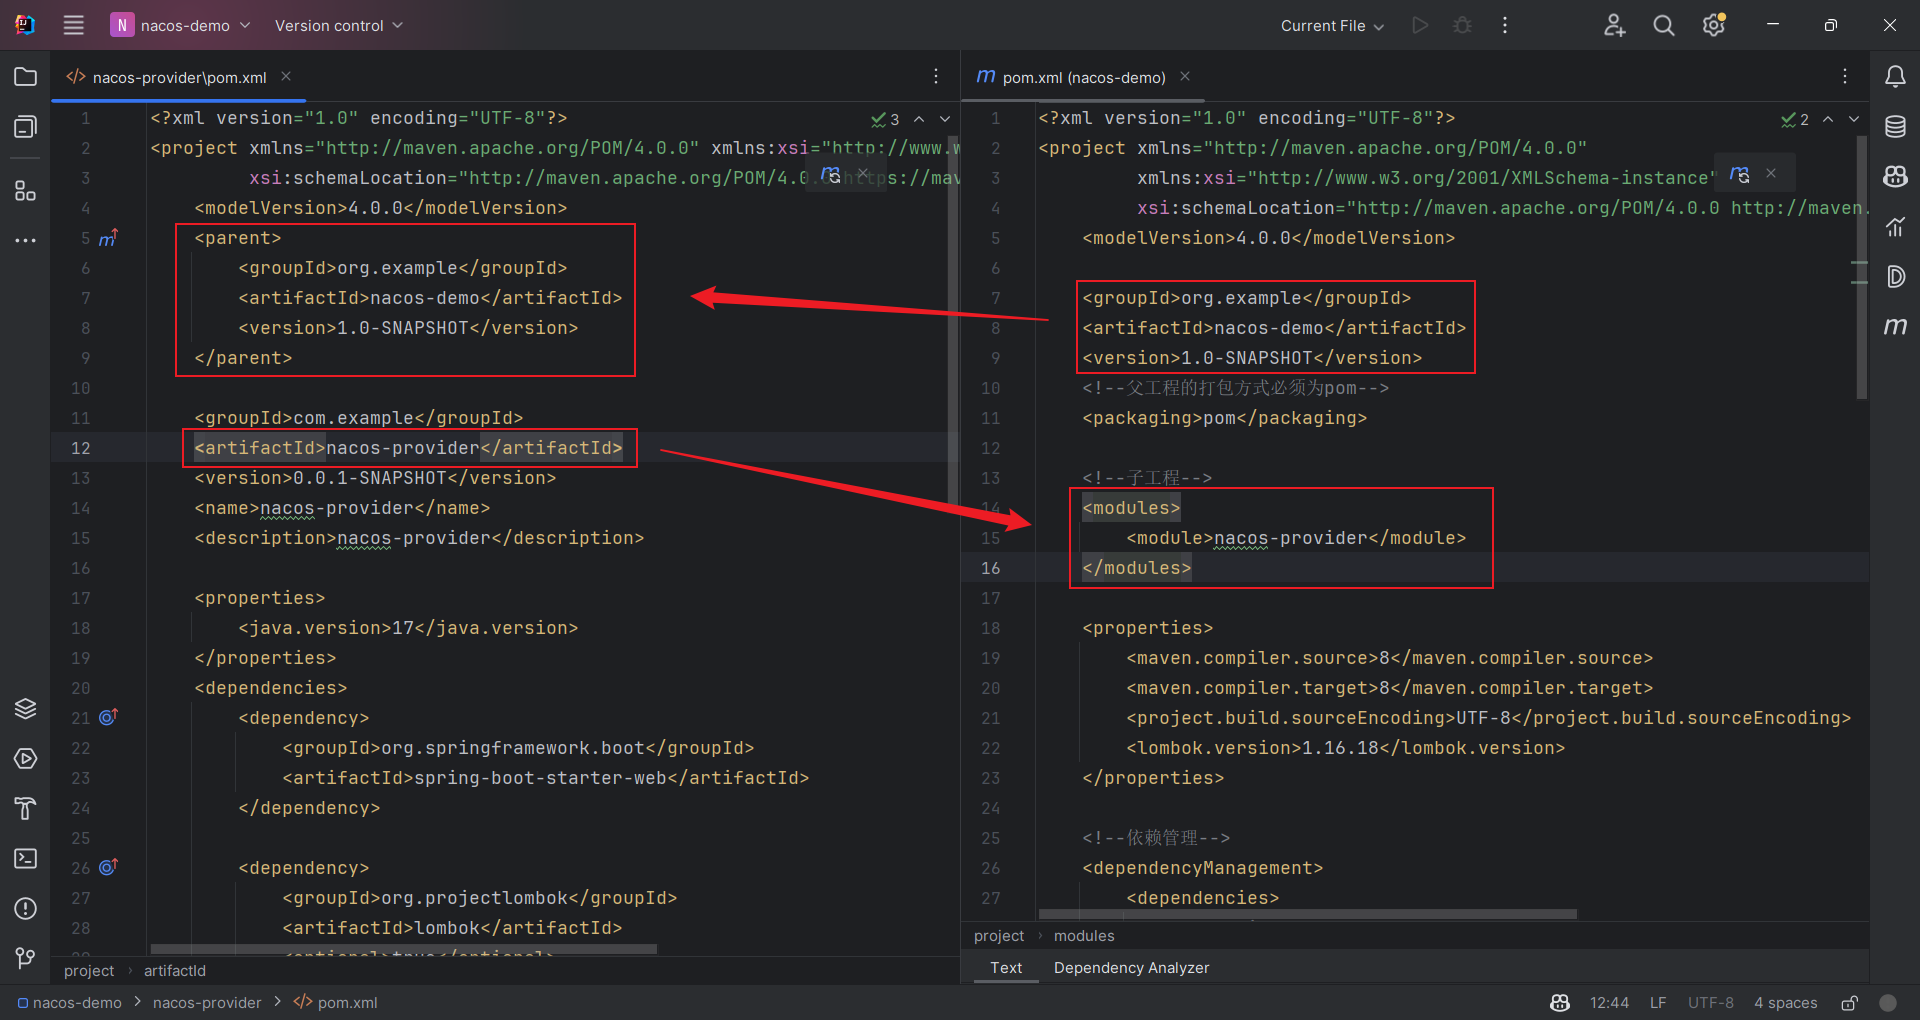 N nacos-demo Version control Current File
nacos-provider\pom.xml
1 <?xml version="1.0" encoding="UTF-8"?> 3
2 <project xmlns="http://maven.apache.org/POM/4.0.0" xmlns:xsi="http://www.w
3 xsi:schemaLocation="http://maven.apache.org/POM/4.0. https://mav
4 <modelVersion>4.0.0</modelVersion>
5 <parent>
6 <groupId>org.example</groupId>
7 <artifactId>nacos-demo</artifactId>
8 <version>1.0-SNAPSHOT</version>
9 </parent>
10
11 <groupId>com.example</groupId>
12 <artifactId>nacos-provider</artifactId>
13 <version>0.0.1-SNAPSHOT</version>
14 <name>nacos-provider</name>
15 <description>nacos-provider</description>
16
17 <properties>
18 <java.version>17</java.version>
19 </properties>
20 <dependencies>
21 <dependency>
22 <groupId>org.springframework.boot</groupId>
23 <artifactId>spring-boot-starter-web</artifactId>
24 </dependency>
25
26 <dependency>
27 <groupId>org.projectlombok</groupId>
28 <artifactId>lombok</artifactId>
project › artifactId
m pom.xml (nacos-demo)
1 <?xml version="1.0" encoding="UTF-8"?> 2
2 <project xmlns="http://maven.apache.org/POM/4.0.0"
3 xmlns:xsi="http://www.w3.org/2001/XMLSchema-instance"
4 xsi:schemaLocation="http://maven.apache.org/POM/4.0.0 http://maven.
5 <modelVersion>4.0.0</modelVersion>
6
7 <groupId>org.example</groupId>
8 <artifactId>nacos-demo</artifactId>
9 <version>1.0-SNAPSHOT</version>
10 <!--父工程的打包方式必须为pom-->
11 <packaging>pom</packaging>
12
13 <!--子工程-->
14 <modules>
15 <module>nacos-provider</module>
16 </modules>
17
18 <properties>
19 <maven.compiler.source>8</maven.compiler.source>
20 <maven.compiler.target>8</maven.compiler.target>
21 <project.build.sourceEncoding>UTF-8</project.build.sourceEncoding>
22 <lombok.version>1.16.18</lombok.version>
23 </properties>
24
25 <!--依赖管理-->
26 <dependencyManagement>
27 <dependencies>
project › modules
Text Dependency Analyzer
nacos-demo > nacos-provider > </> pom.xml 12:44 LF UTF-8 4 spaces